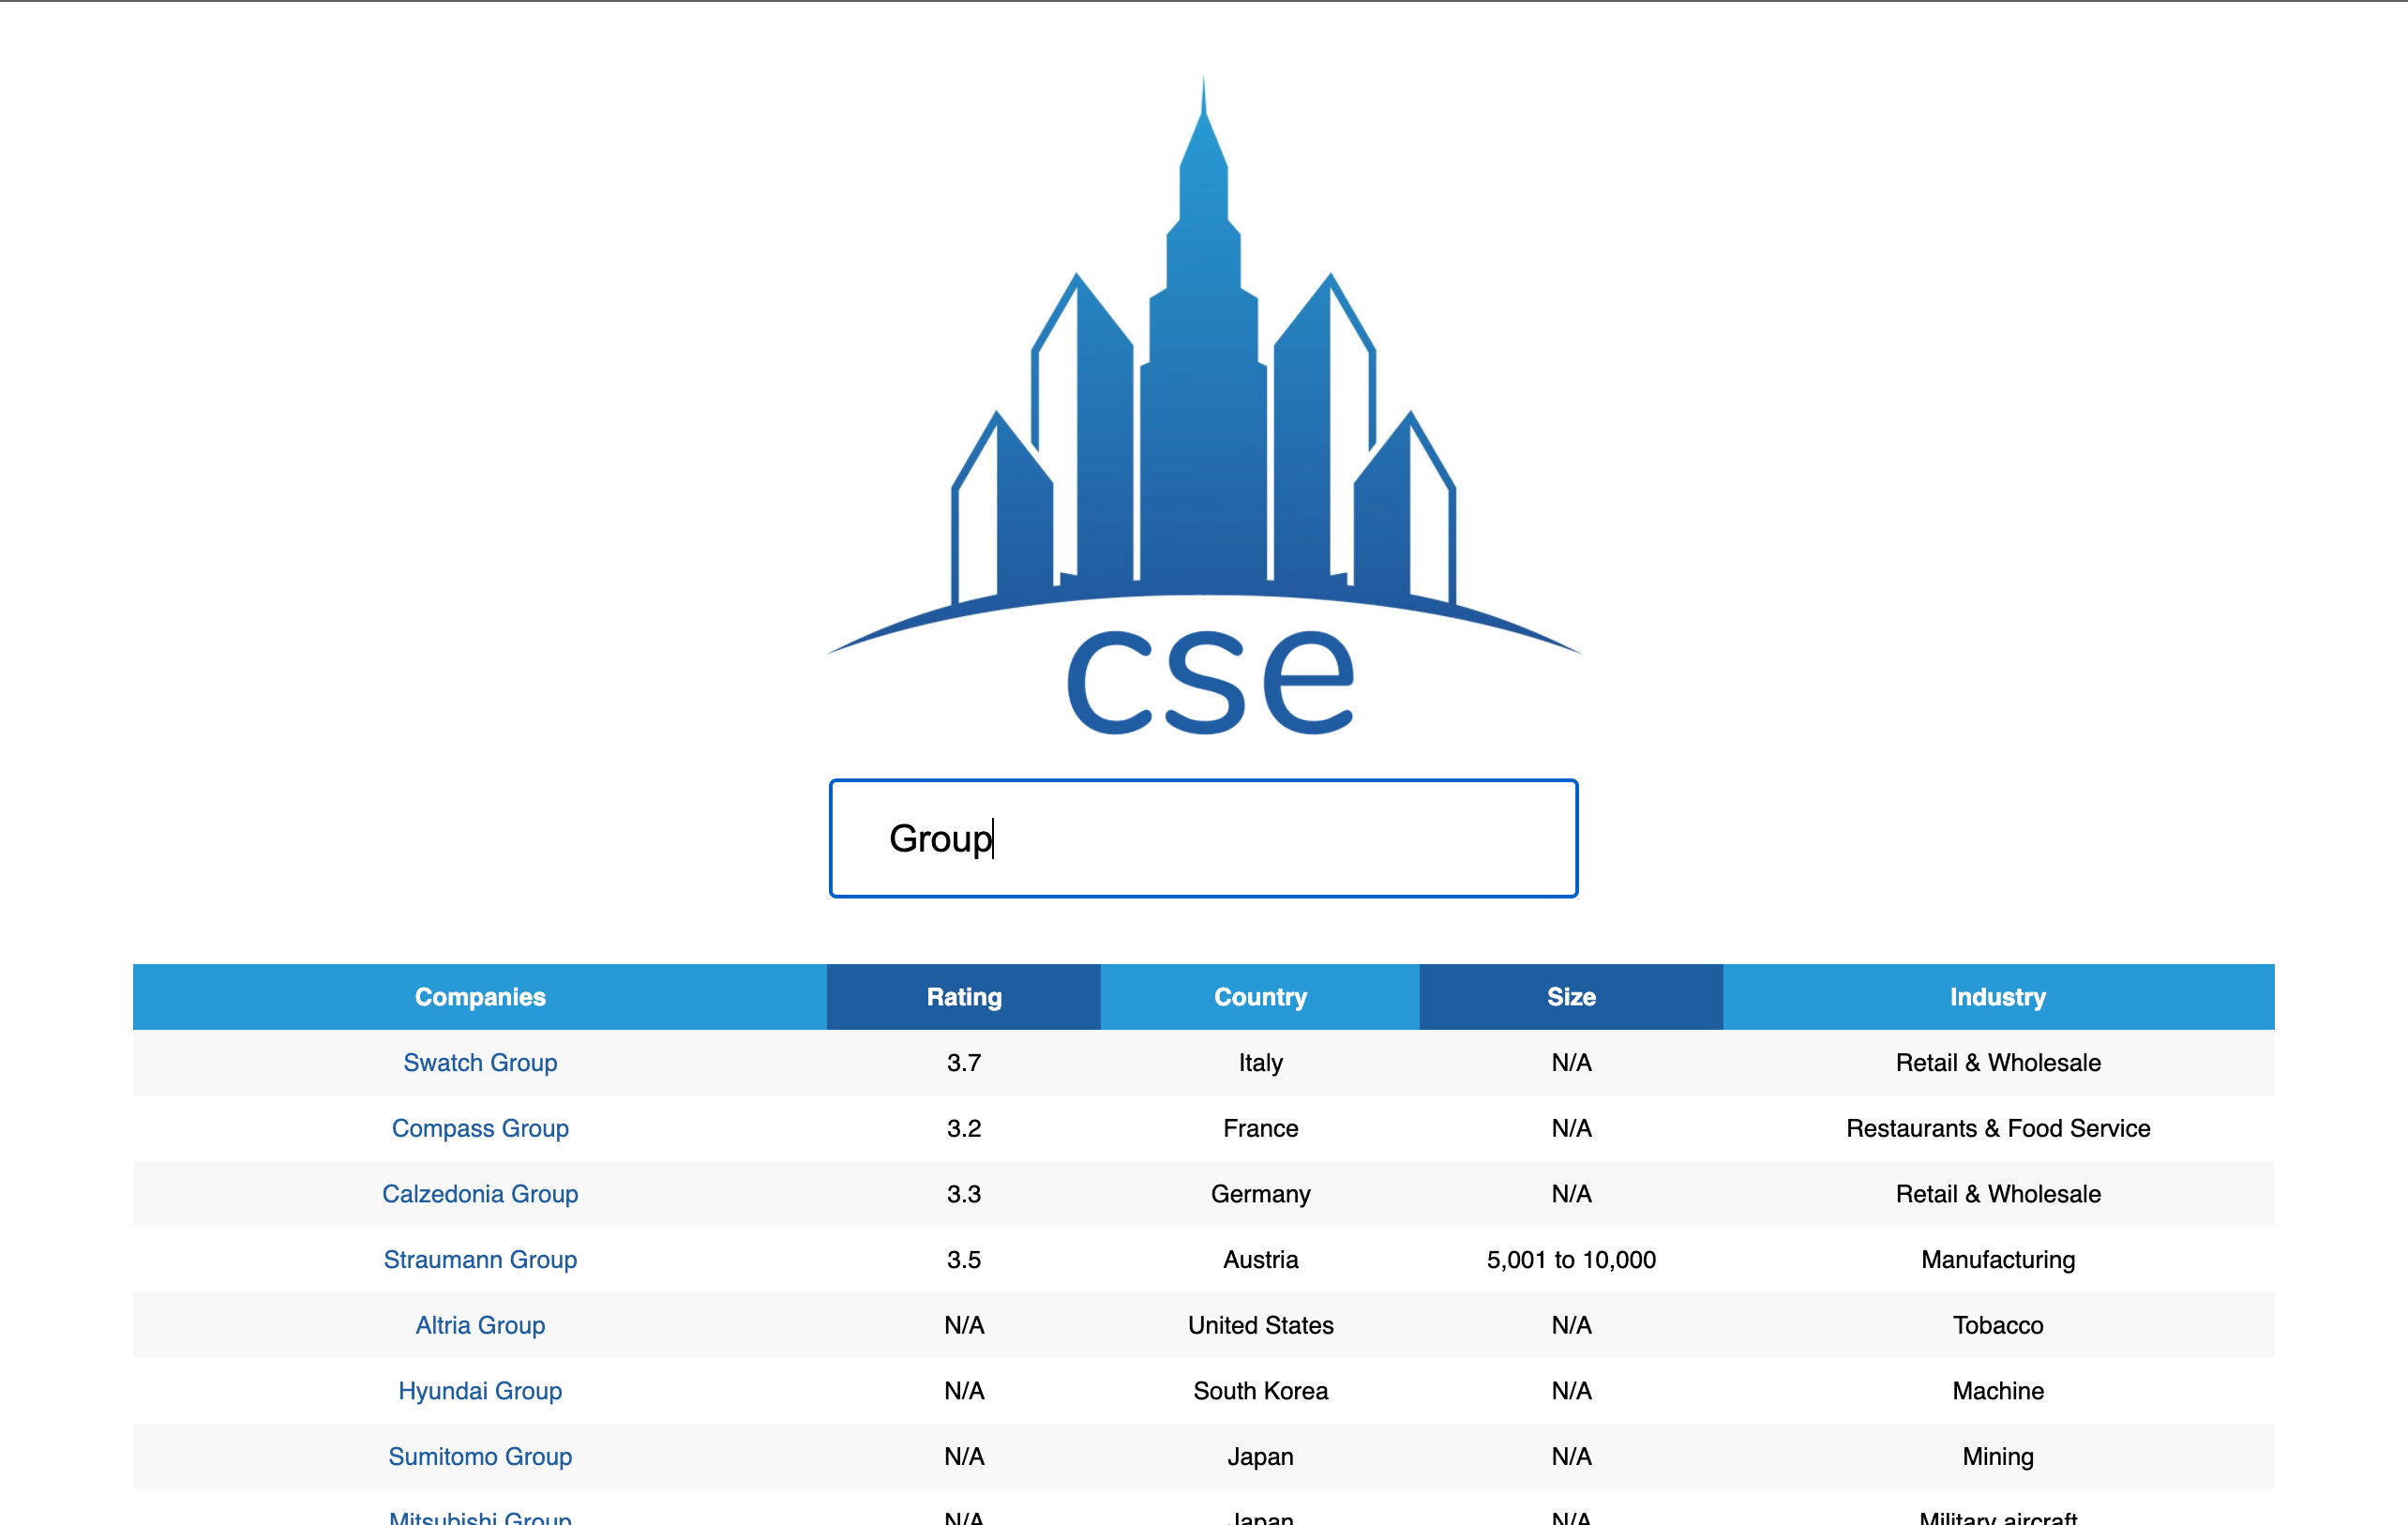 cse
Group
Companies Rating Country Size Industry
Swatch Group 3.7 Italy N/A Retail & Wholesale
Compass Group 3.2 France N/A Restaurants & Food Service
Calzedonia Group 3.3 Germany N/A Retail & Wholesale
Straumann Group 3.5 Austria 5,001 to 10,000 Manufacturing
Altria Group N/A United States N/A Tobacco
Hyundai Group N/A South Korea N/A Machine
Sumitomo Group N/A Japan N/A Mining
Mitsubishi Group N/A Japan N/A Military aircraft